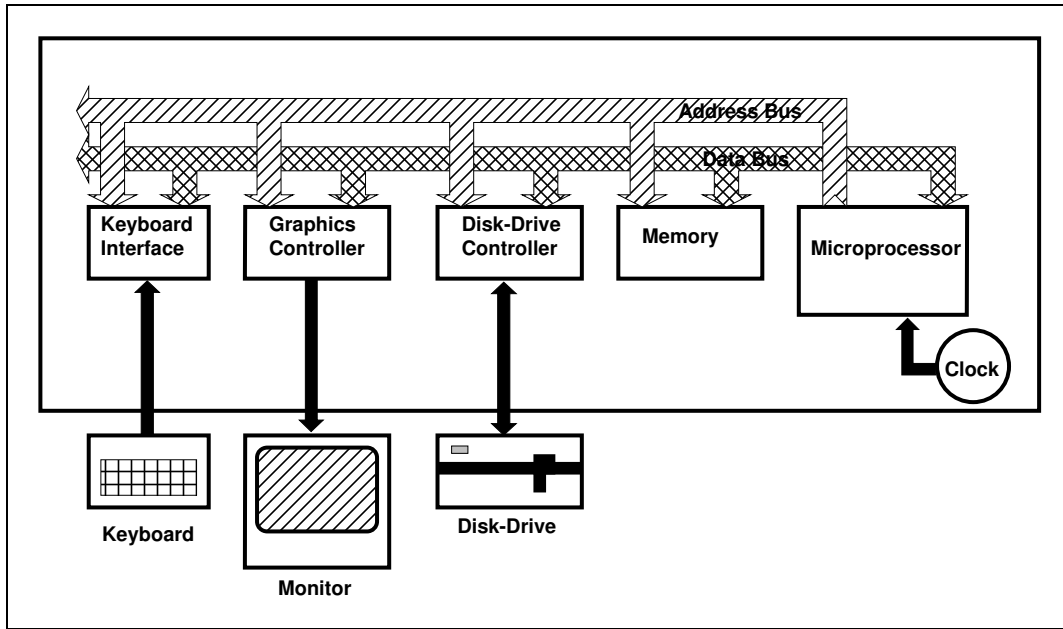 Address Bus
Data Bus
Keyboard
Interface
Graphics
Controller
Disk-Drive
Controller
Memory
Microprocessor
Clock
Keyboard
Disk-Drive
Monitor